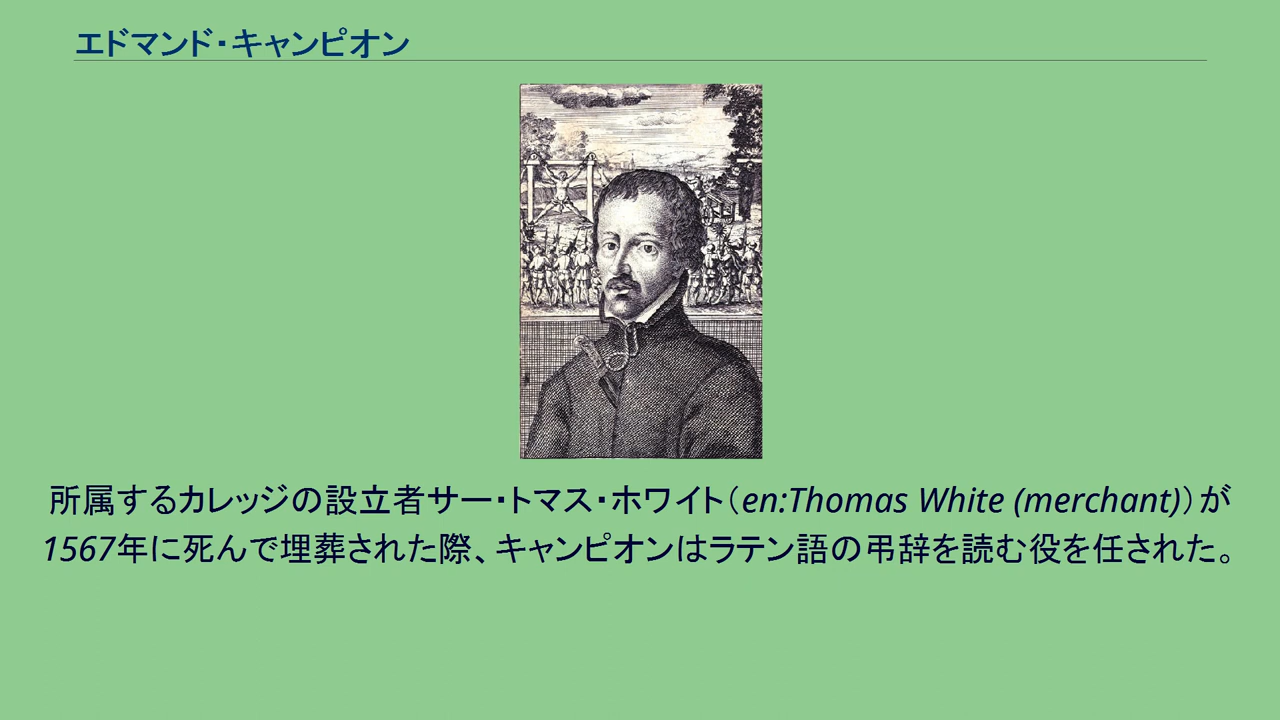 エドマンド・キャンピオン
所属するカレッジの設立者サー・トマス・ホワイト（en:Thomas White (merchant)）が
1567年に死んで埋葬された際、キャンピオンはラテン語の弔辞を読む役を任された。